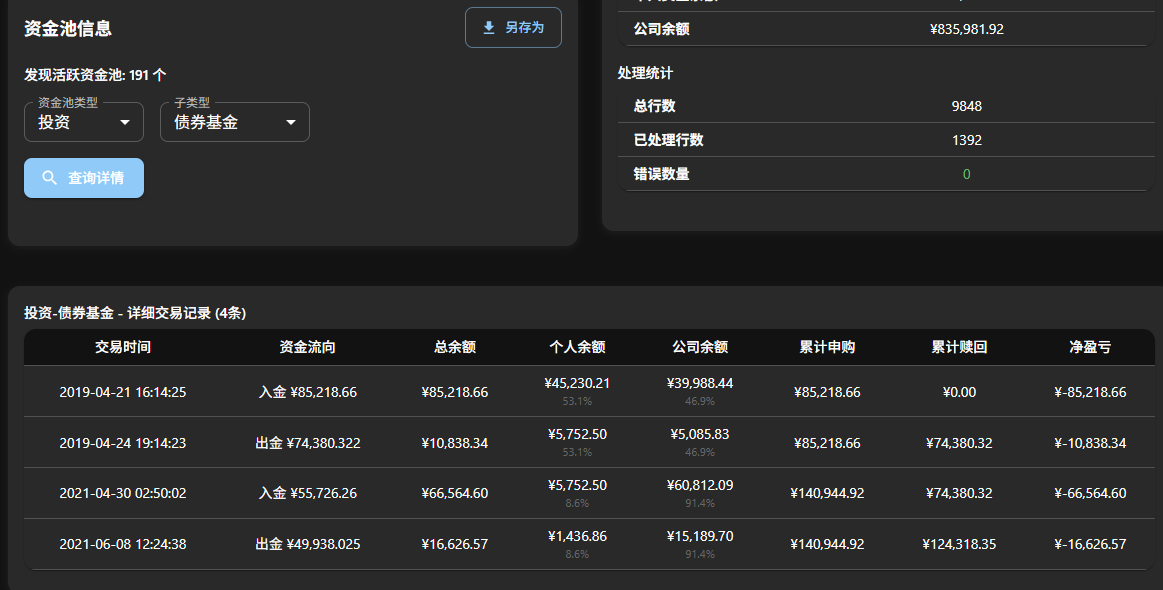 资金池信息
另存为
发现活跃资金池: 191 个
资金池类型
投资
子类型
债券基金
查询详情
公司余额 ¥835,981.92
处理统计
总行数 9848
已处理行数 1392
错误数量 0
投资-债券基金 - 详细交易记录 (4条)
交易时间 资金流向 总余额 个人余额 公司余额 累计申购 累计赎回 净盈亏
2019-04-21 16:14:25 入金 ¥85,218.66 ¥85,218.66 ¥45,230.21 ¥39,988.44 ¥85,218.66 ¥0.00 ¥-85,218.66
53.1% 46.9%
2019-04-24 19:14:23 出金 ¥74,380.322 ¥10,838.34 ¥5,752.50 ¥5,085.83 ¥85,218.66 ¥74,380.32 ¥-10,838.34
53.1% 46.9%
2021-04-30 02:50:02 入金 ¥55,726.26 ¥66,564.60 ¥5,752.50 ¥60,812.09 ¥140,944.92 ¥74,380.32 ¥-66,564.60
8.6% 91.4%
2021-06-08 12:24:38 出金 ¥49,938.025 ¥16,626.57 ¥1,436.86 ¥15,189.70 ¥140,944.92 ¥124,318.35 ¥-16,626.57
8.6% 91.4%